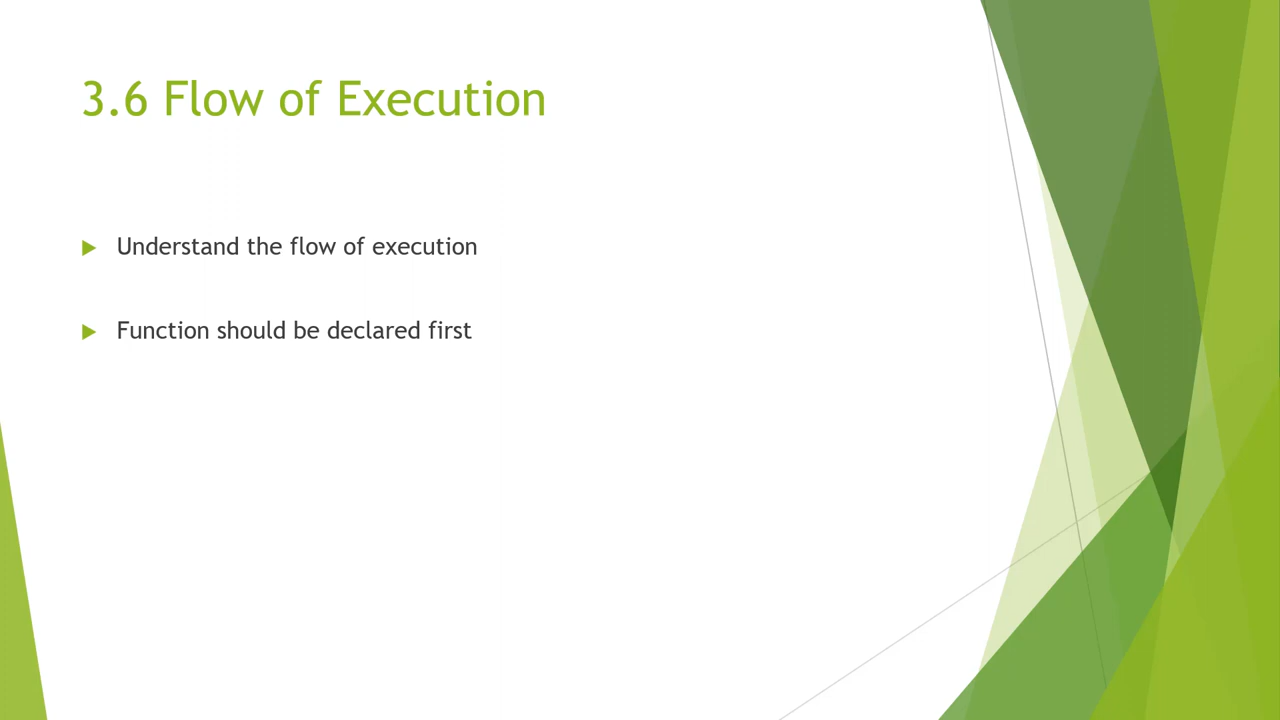 3.6 Flow of Execution
Understand the flow of execution
Function should be declared first